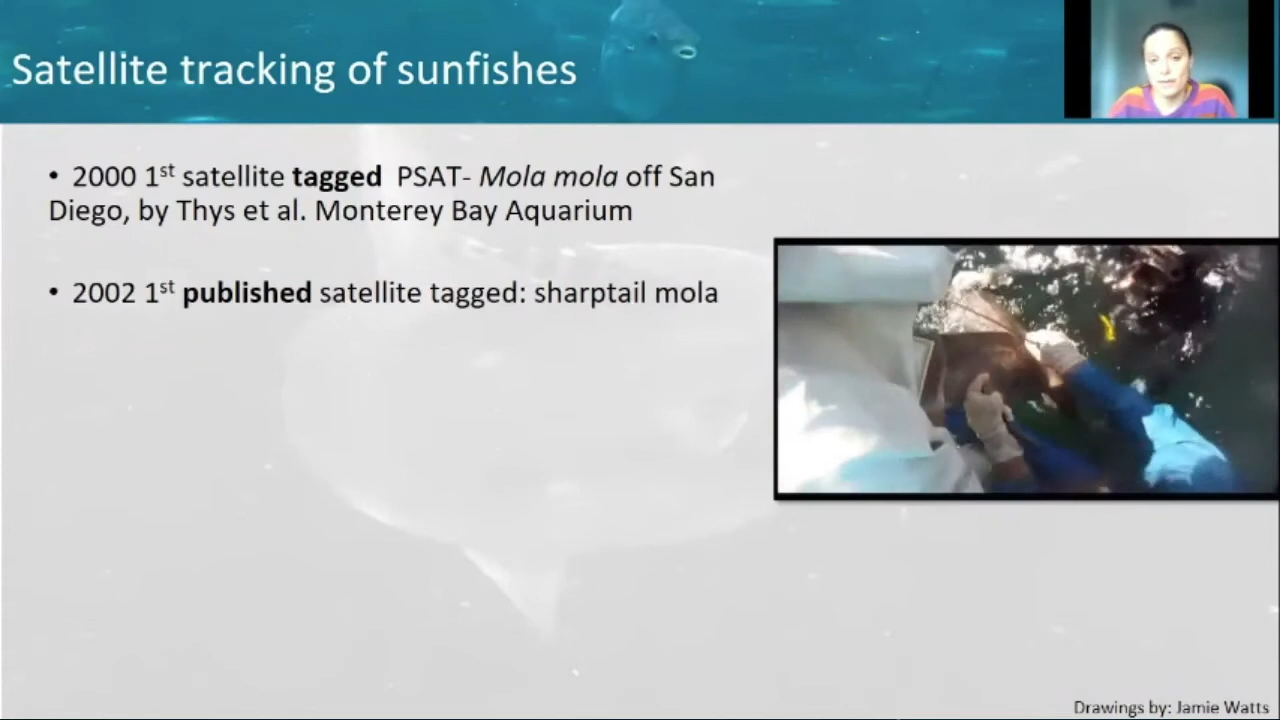 Satellite tracking of sunfishes
• 2000 1st satellite tagged PSAT- Mola mola off San
Diego, by Thys et al. Monterey Bay Aquarium
• 2002 1st published satellite tagged: sharptail mola
Drawings by: Jamie Watts